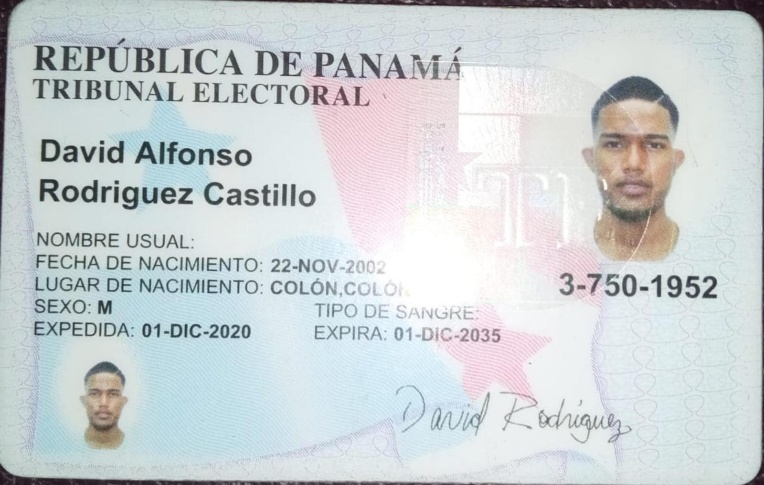 REPÚBLICA DE PANAMÁ
TRIBUNAL ELECTORAL
David Alfonso
Rodriguez Castillo
NOMBRE USUAL:
FECHA DE NACIMIENTO: 22-NOV-2002
LUGAR DE NACIMIENTO: COLÓN,COLÓN
SEXO: M TIPO DE SANGRE:
EXPEDIDA: 01-DIC-2020 EXPIRA: 01-DIC-2035
3-750-1952
David Rodriguez